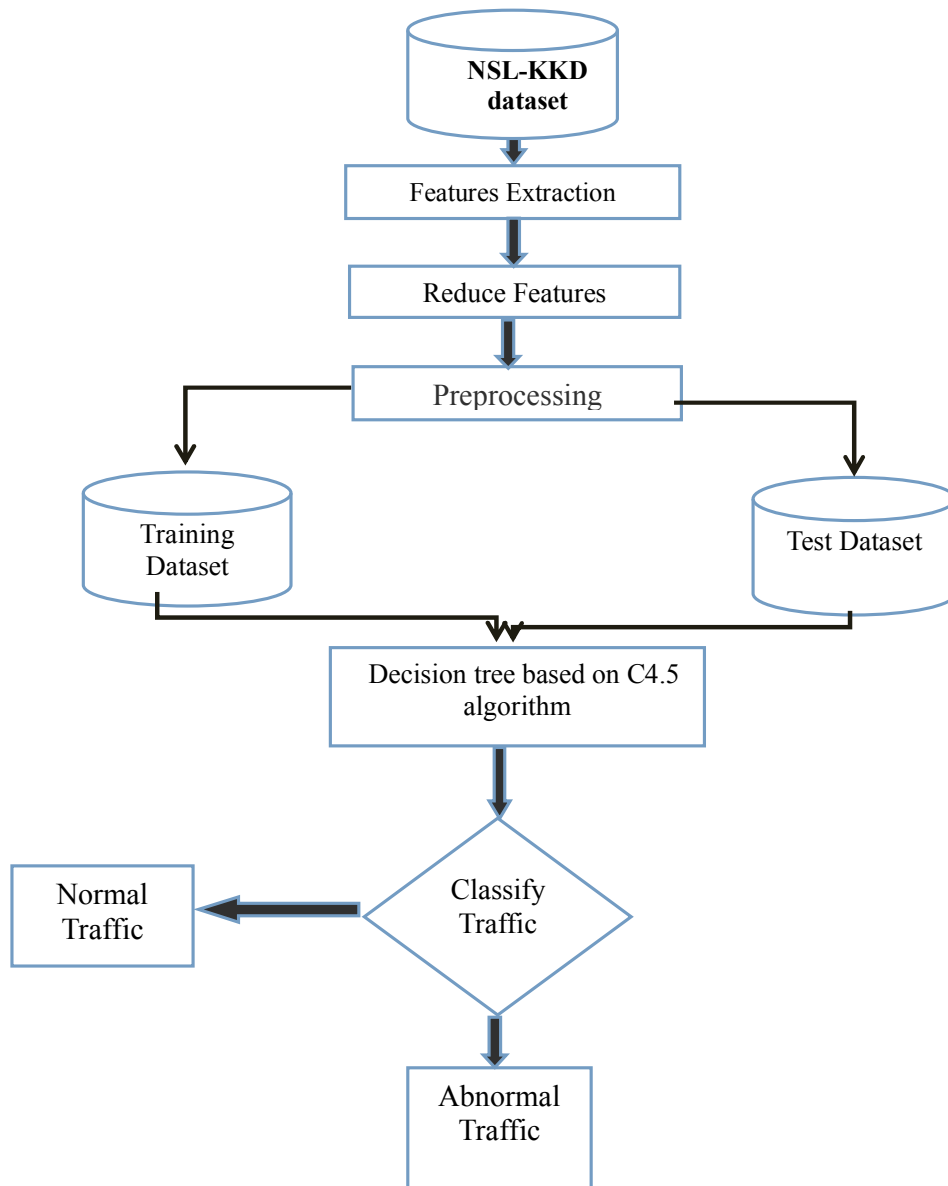 NSL-KKD
dataset
Features Extraction
Reduce Features
Preprocessing
Training
Dataset
Test Dataset
Decision tree based on C4.5
algorithm
Classify
Traffic
Normal
Traffic
Abnormal
Traffic